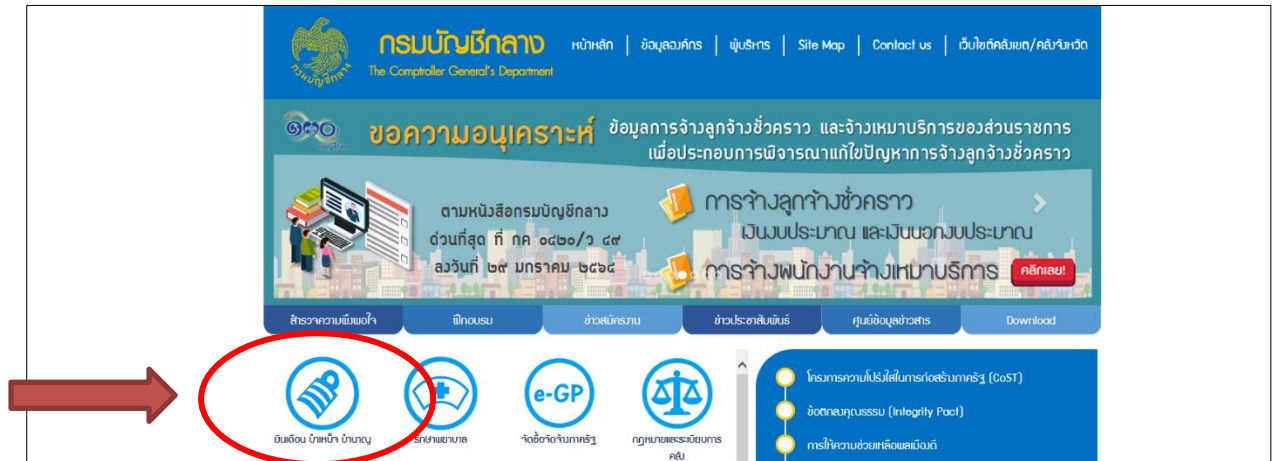 กรมบัญชีกลาง
The Comptroller General's Department
หน้าหลัก | ข้อมูลองค์กร | ผู้บริหาร | Site Map | Contact us | เว็บไซต์คลังเขต/คลังจังหวัด
๑๓๐
ขอความอนุเคราะห์ ข้อมูลการจ้างลูกจ้างชั่วคราว และจ้างเหมาบริการของส่วนราชการ
เพื่อประกอบการพิจารณาแก้ไขปัญหาการจ้างลูกจ้างชั่วคราว
ตามหนังสือกรมบัญชีกลาง
ด่วนที่สุด ที่ กค ๐๔๒๐/ว ๔๙
ลงวันที่ ๒๙ มกราคม ๒๕๖๔
การจ้างลูกจ้างชั่วคราว
เงินงบประมาณ และเงินนอกงบประมาณ
การจ้างพนักงานจ้างเหมาบริการ
คลิกเลย!
สำรวจความพึงพอใจ ฝึกอบรม ข่าวสมัครงาน ข่าวประชาสัมพันธ์ ศูนย์ข้อมูลข่าวสาร Download
e-GP
เงินเดือน บำเหน็จ บำนาญ รักษาพยาบาล จัดซื้อจัดจ้างภาครัฐ กฎหมายและระเบียบการ
คลัง
โครงการความโปร่งใสในการก่อสร้างภาครัฐ (CoST)
ข้อตกลงคุณธรรม (Integrity Pact)
การให้ความช่วยเหลือพลเมืองดี